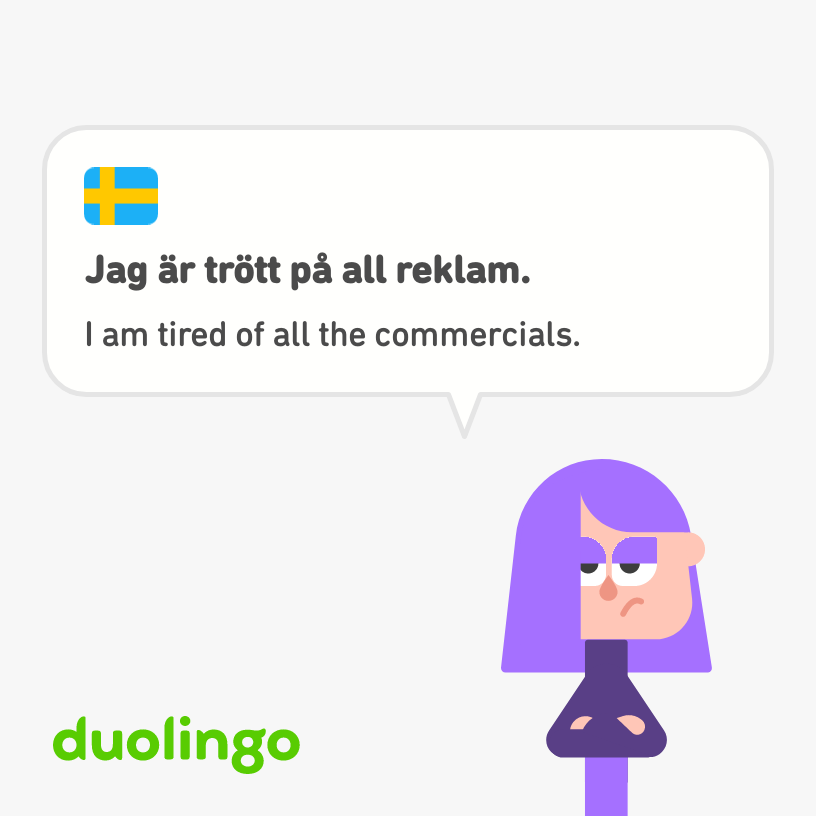 Jag är trött på all reklam.
I am tired of all the commercials.
duolingo